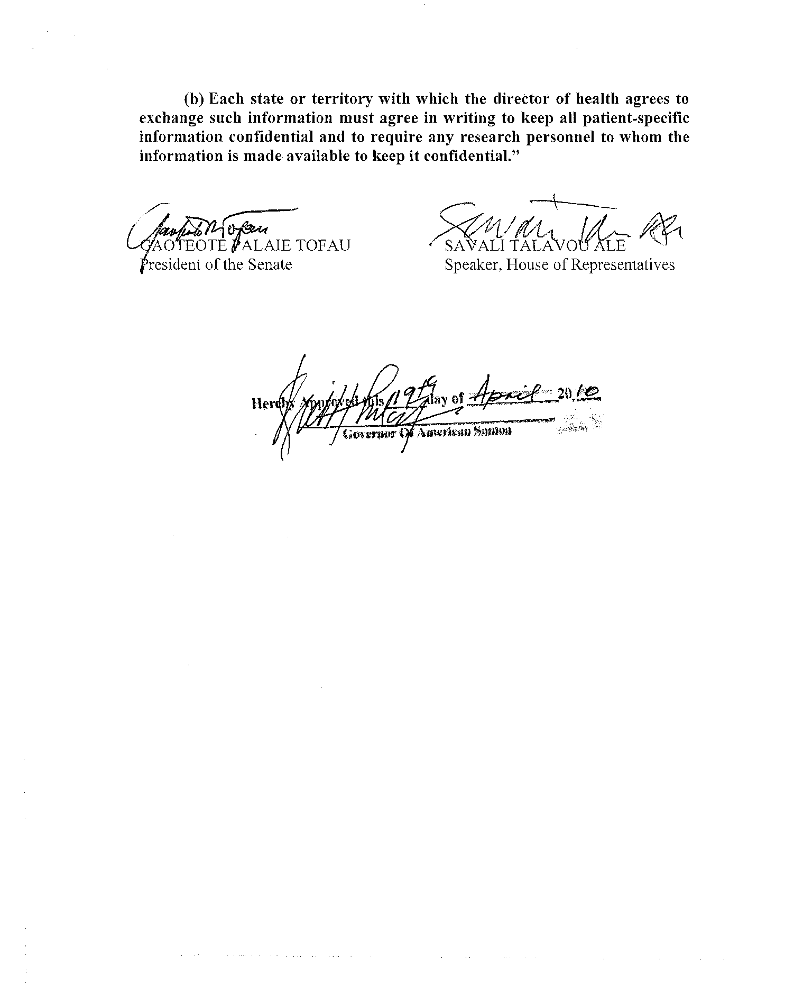 (b) Each state or territory with which the director of health agrees to
exchange such information must agree in writing to keep all patient-specific
information confidential and to require any research personnel to whom the
information is made available to keep it confidential.”
GAOTEOTE PALAIE TOFAU
President of the Senate
SAVALI TALAVOU ALE
Speaker, House of Representatives
Hereby Approved this 19th day of April 2010
Governor Of American Samoa